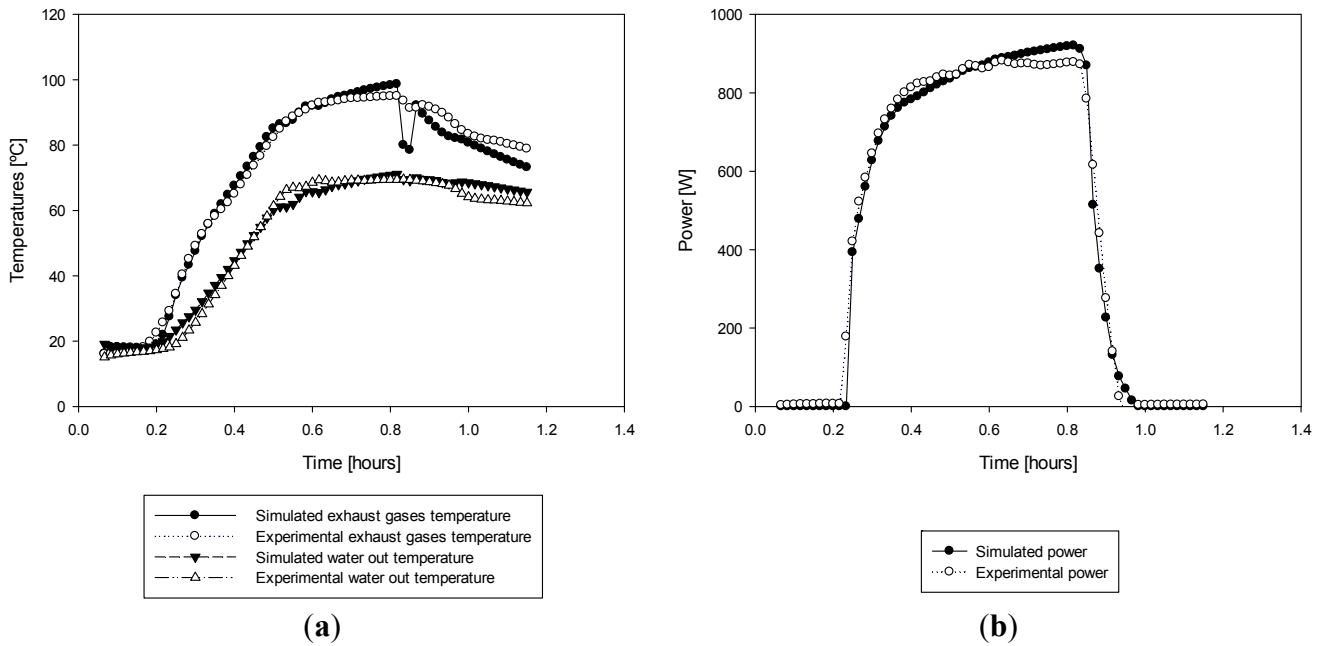 120
100
80
60
40
20
0
Temperatures [ºC]
0.0 0.2 0.4 0.6 0.8 1.0 1.2 1.4
Time [hours]
Simulated exhaust gases temperature
Experimental exhaust gases temperature
Simulated water out temperature
Experimental water out temperature
(a)
1000
800
600
400
200
0
Power [W]
0.0 0.2 0.4 0.6 0.8 1.0 1.2 1.4
Time [hours]
Simulated power
Experimental power
(b)